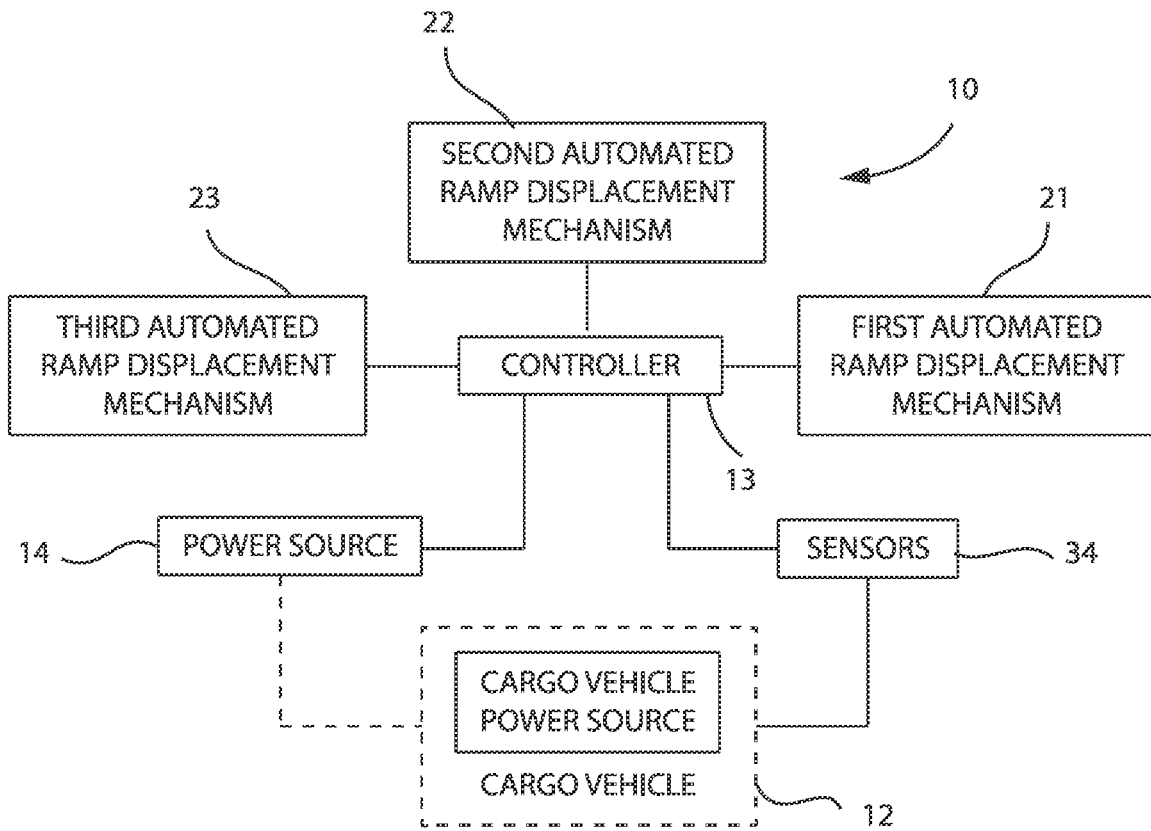 22
10
SECOND AUTOMATED
RAMP DISPLACEMENT
MECHANISM
23
21
THIRD AUTOMATED
RAMP DISPLACEMENT
MECHANISM
CONTROLLER
FIRST AUTOMATED
RAMP DISPLACEMENT
MECHANISM
13
14
POWER SOURCE
SENSORS
34
CARGO VEHICLE
POWER SOURCE
CARGO VEHICLE
12